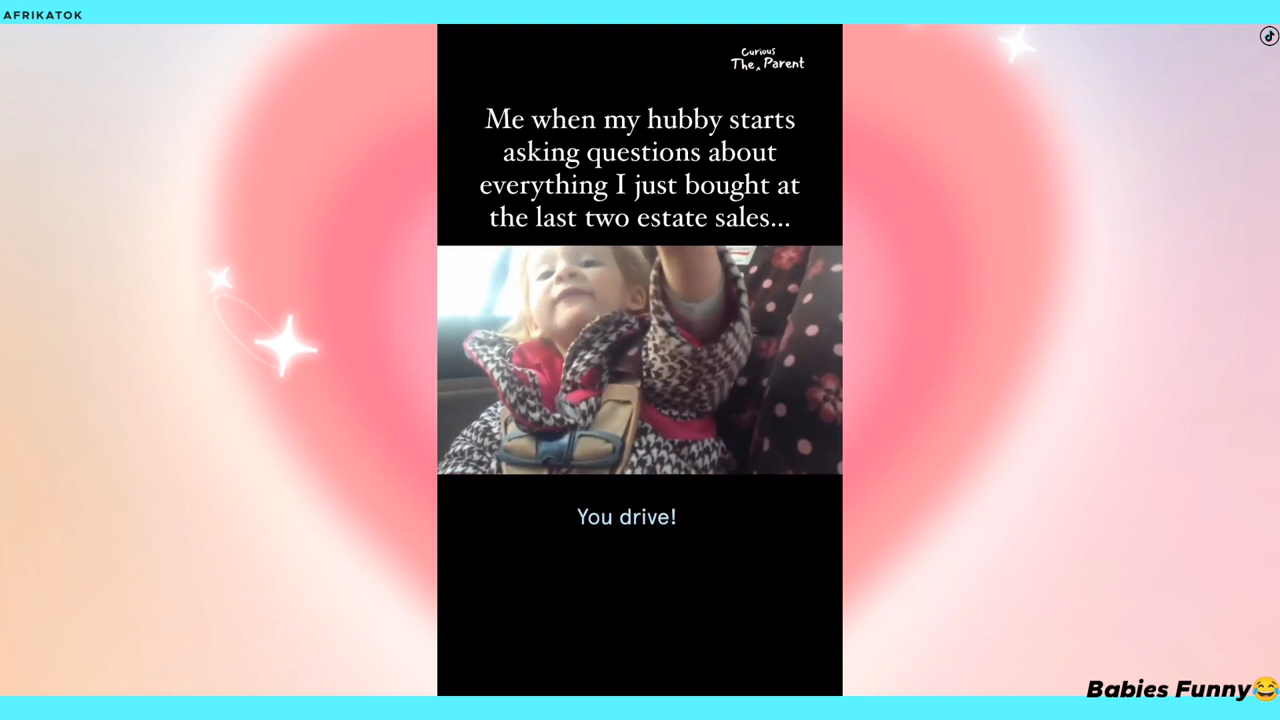 AFRIKATOK
Curious
The, Parent
Me when my hubby starts
asking questions about
everything I just bought at
the last two estate sales...
You drive!
Babies Funny😂